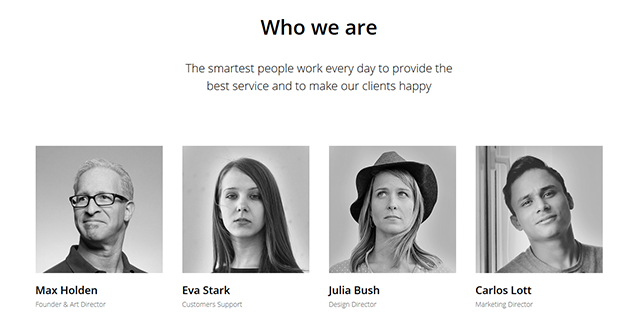 Who we are
The smartest people work every day to provide the
best service and to make our clients happy
Max Holden
Founder & Art Director
Eva Stark
Customers Support
Julia Bush
Design Director
Carlos Lott
Marketing Director